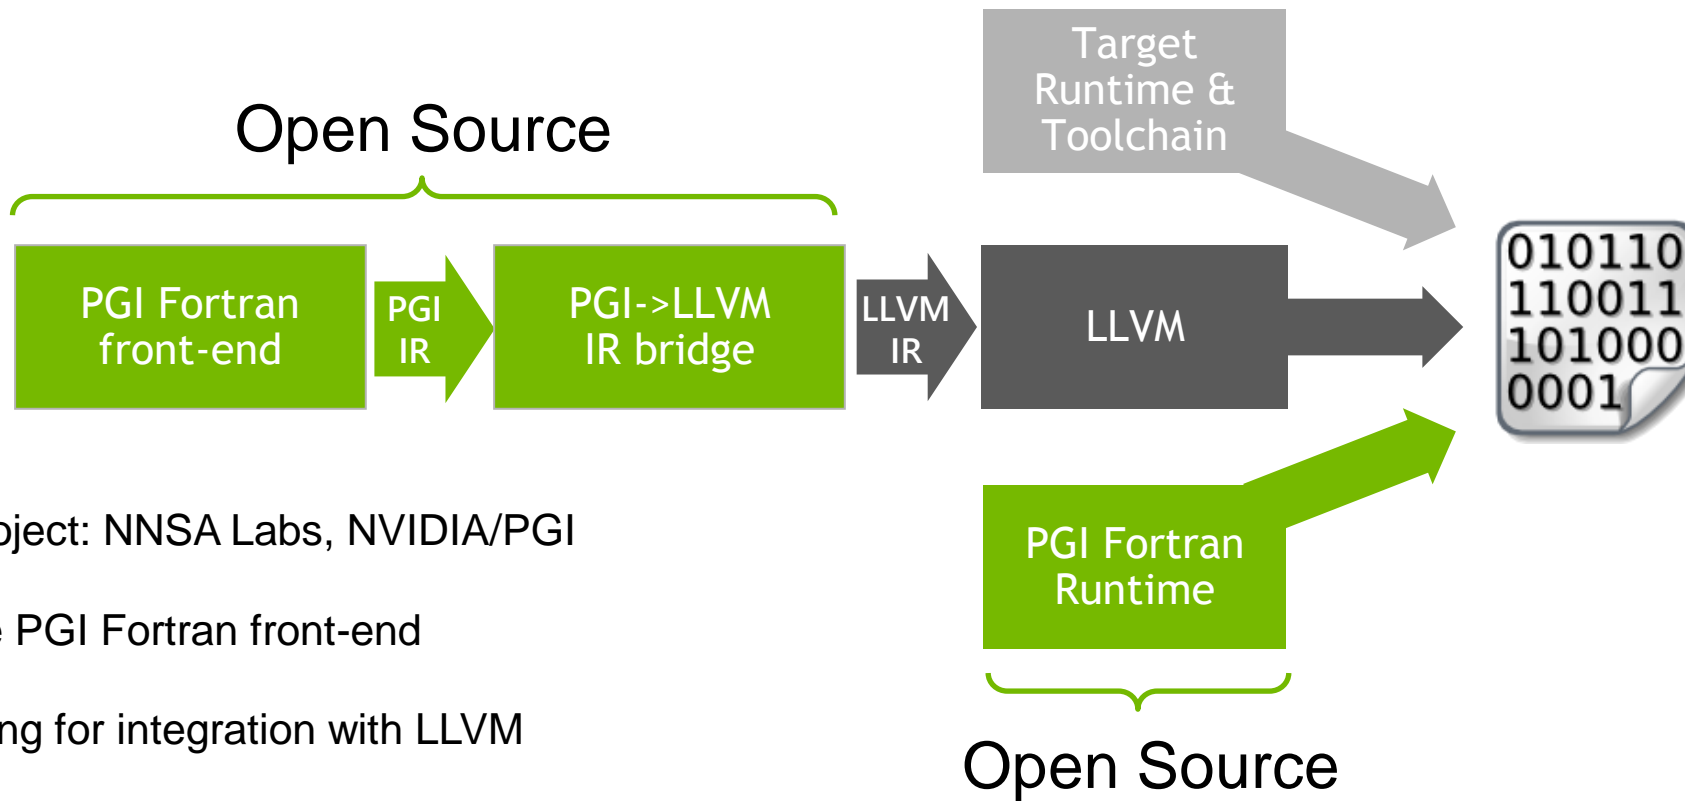 Target
Runtime &
Toolchain
Open Source
PGI Fortran
front-end
PGI
IR
PGI->LLVM
IR bridge
LLVM
IR
LLVM
010110
110011
101000
0001
PGI Fortran
Runtime
oject: NNSA Labs, NVIDIA/PGI
e PGI Fortran front-end
ng for integration with LLVM
Open Source